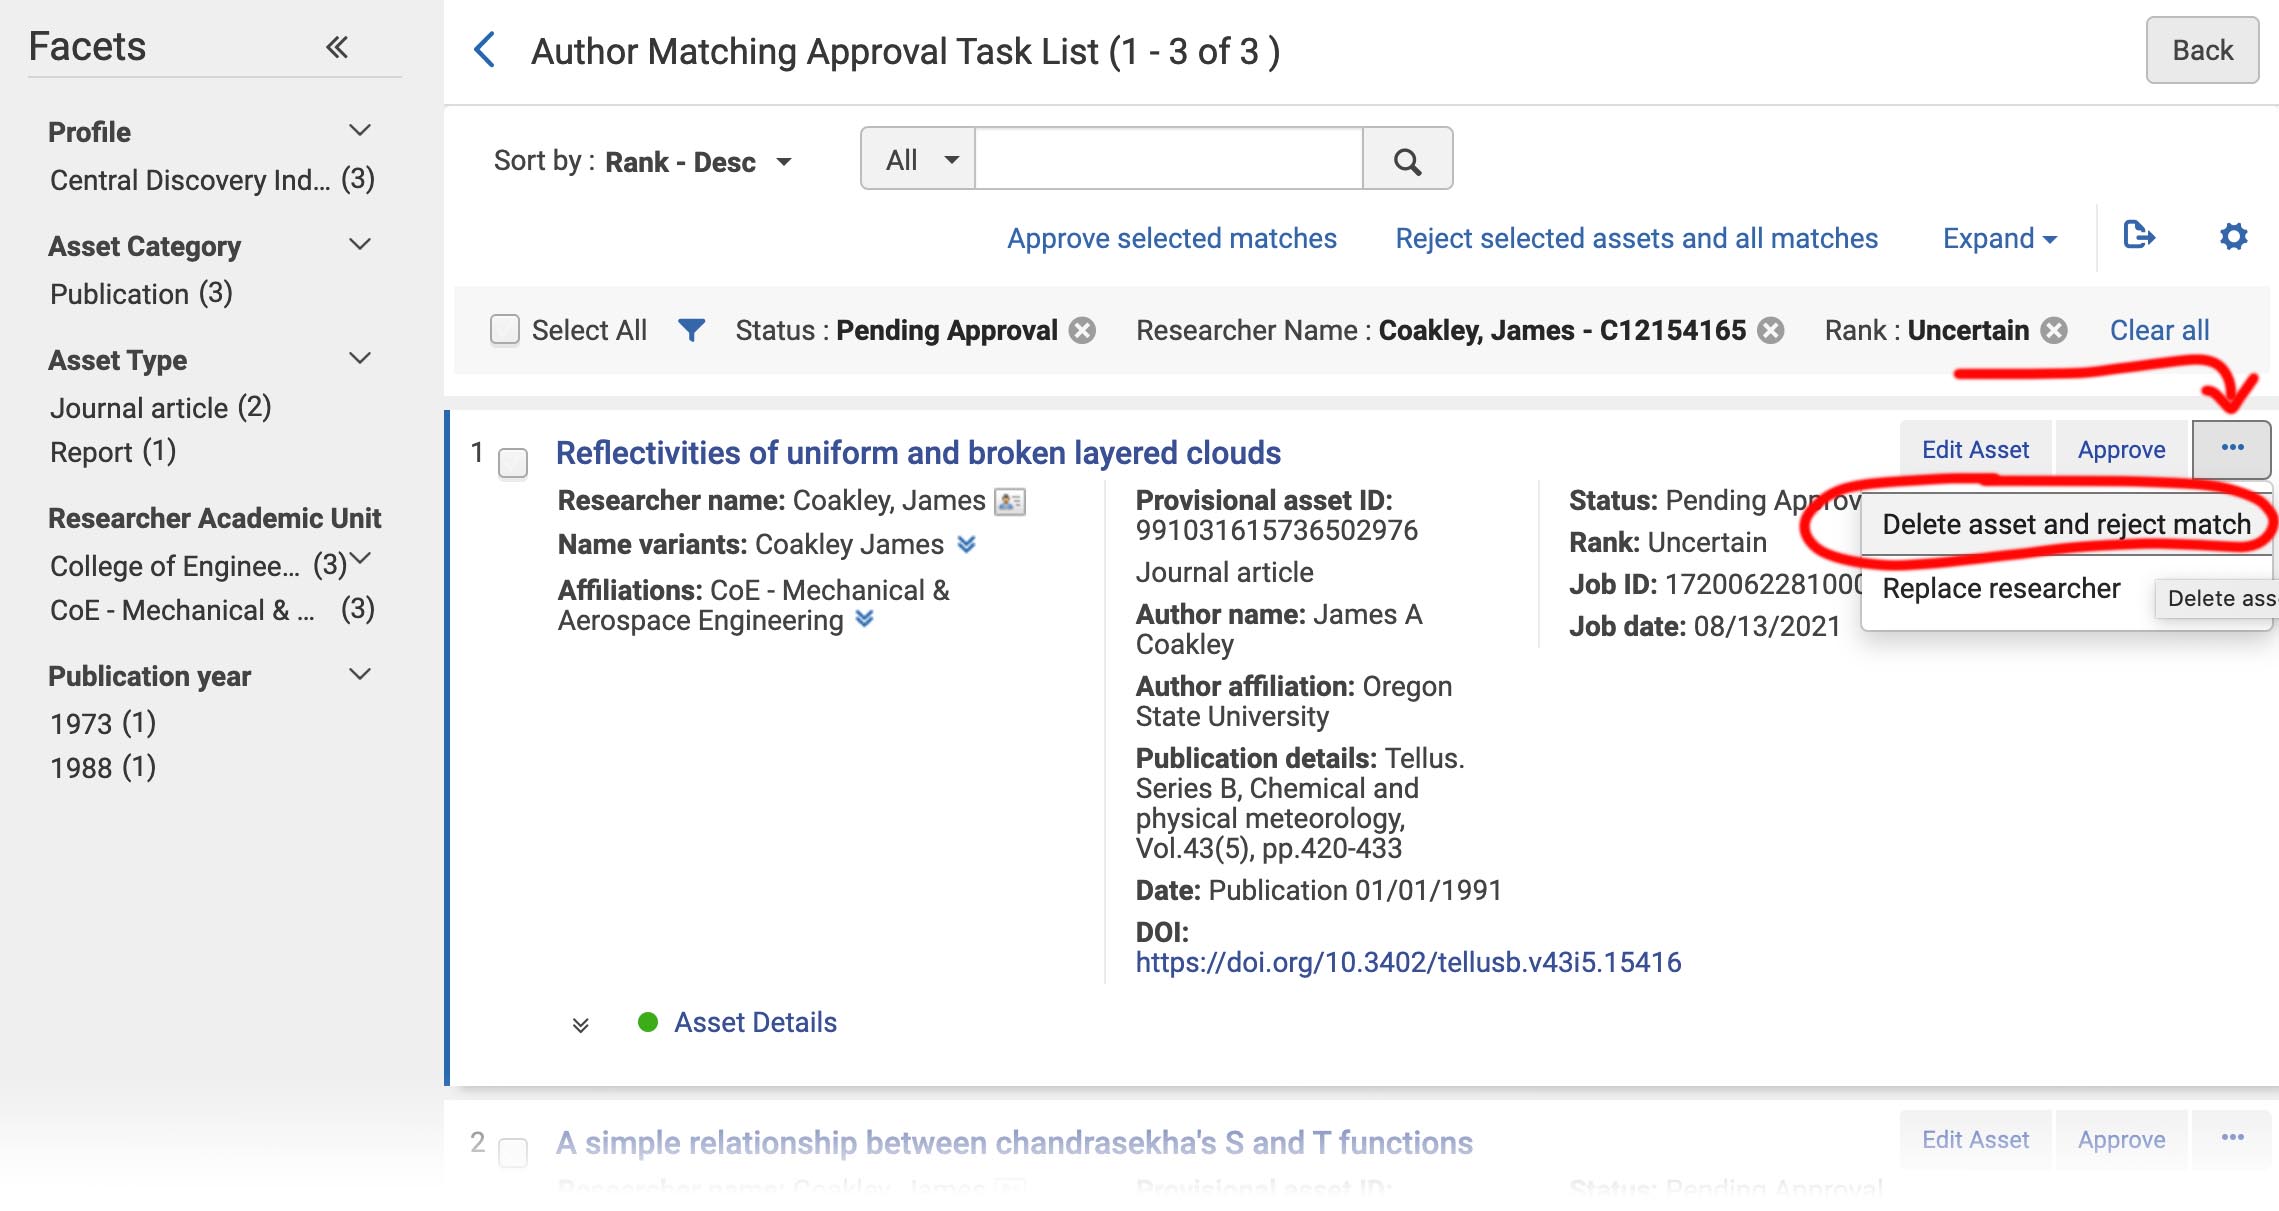 Facets
Profile
Central Discovery Ind... (3)
Asset Category
Publication (3)
Asset Type
Journal article (2)
Report (1)
Researcher Academic Unit
College of Enginee... (3)
CoE - Mechanical & ... (3)
Publication year
1973 (1)
1988 (1)
Author Matching Approval Task List (1 - 3 of 3 )
Back
Sort by : Rank - Desc
All
Approve selected matches
Reject selected assets and all matches
Expand
Select All
Status : Pending Approval
Researcher Name : Coakley, James - C12154165
Rank : Uncertain
Clear all
1
Reflectivities of uniform and broken layered clouds
Edit Asset
Approve
...
Researcher name: Coakley, James
Name variants: Coakley James
Affiliations: CoE - Mechanical &
Aerospace Engineering
Provisional asset ID:
991031615736502976
Journal article
Author name: James A
Coakley
Author affiliation: Oregon
State University
Publication details: Tellus.
Series B, Chemical and
physical meteorology,
Vol.43(5), pp.420-433
Date: Publication 01/01/1991
DOI:
https://doi.org/10.3402/tellusb.v43i5.15416
Status: Pending Approv
Rank: Uncertain
Job ID: 1720062281000
Job date: 08/13/2021
Delete asset and reject match
Replace researcher
Delete ass
Asset Details
2
A simple relationship between chandrasekha's S and T functions
Edit Asset
Approve
...
Researcher name: Coakley, James
Provisional asset ID:
Status: Pending Approval